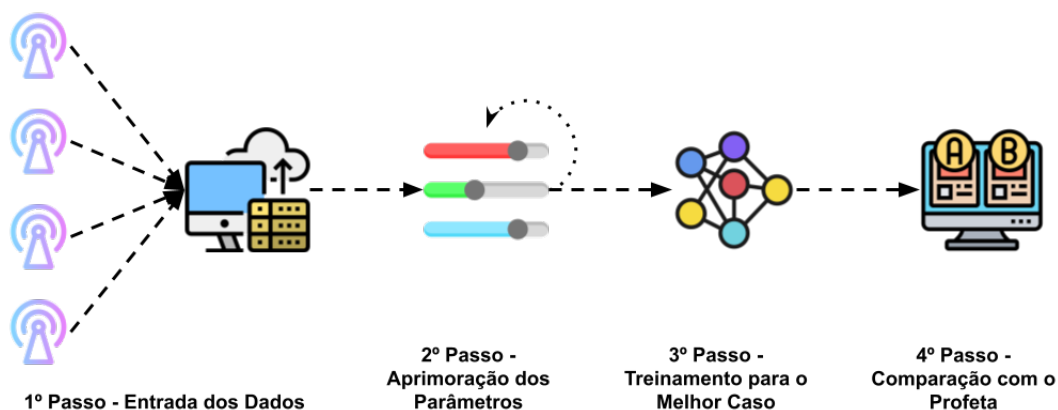 A B
1º Passo - Entrada dos Dados
2º Passo -
Aprimoração dos
Parâmetros
3º Passo -
Treinamento para o
Melhor Caso
4º Passo -
Comparação com o
Profeta